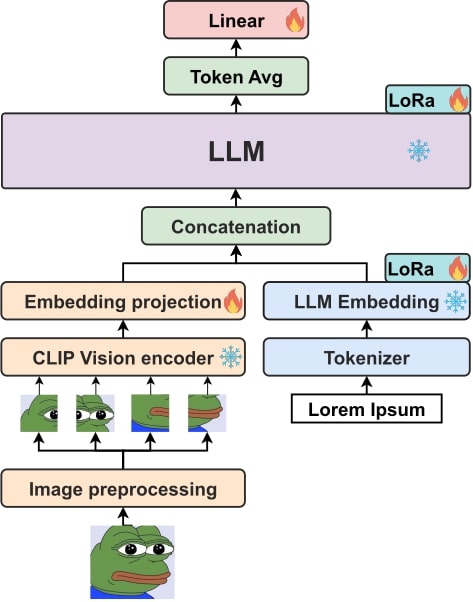 Linear
Token Avg
LoRa
LLM
Concatenation
LoRa
Embedding projection
LLM Embedding
CLIP Vision encoder
Tokenizer
Lorem Ipsum
Image preprocessing